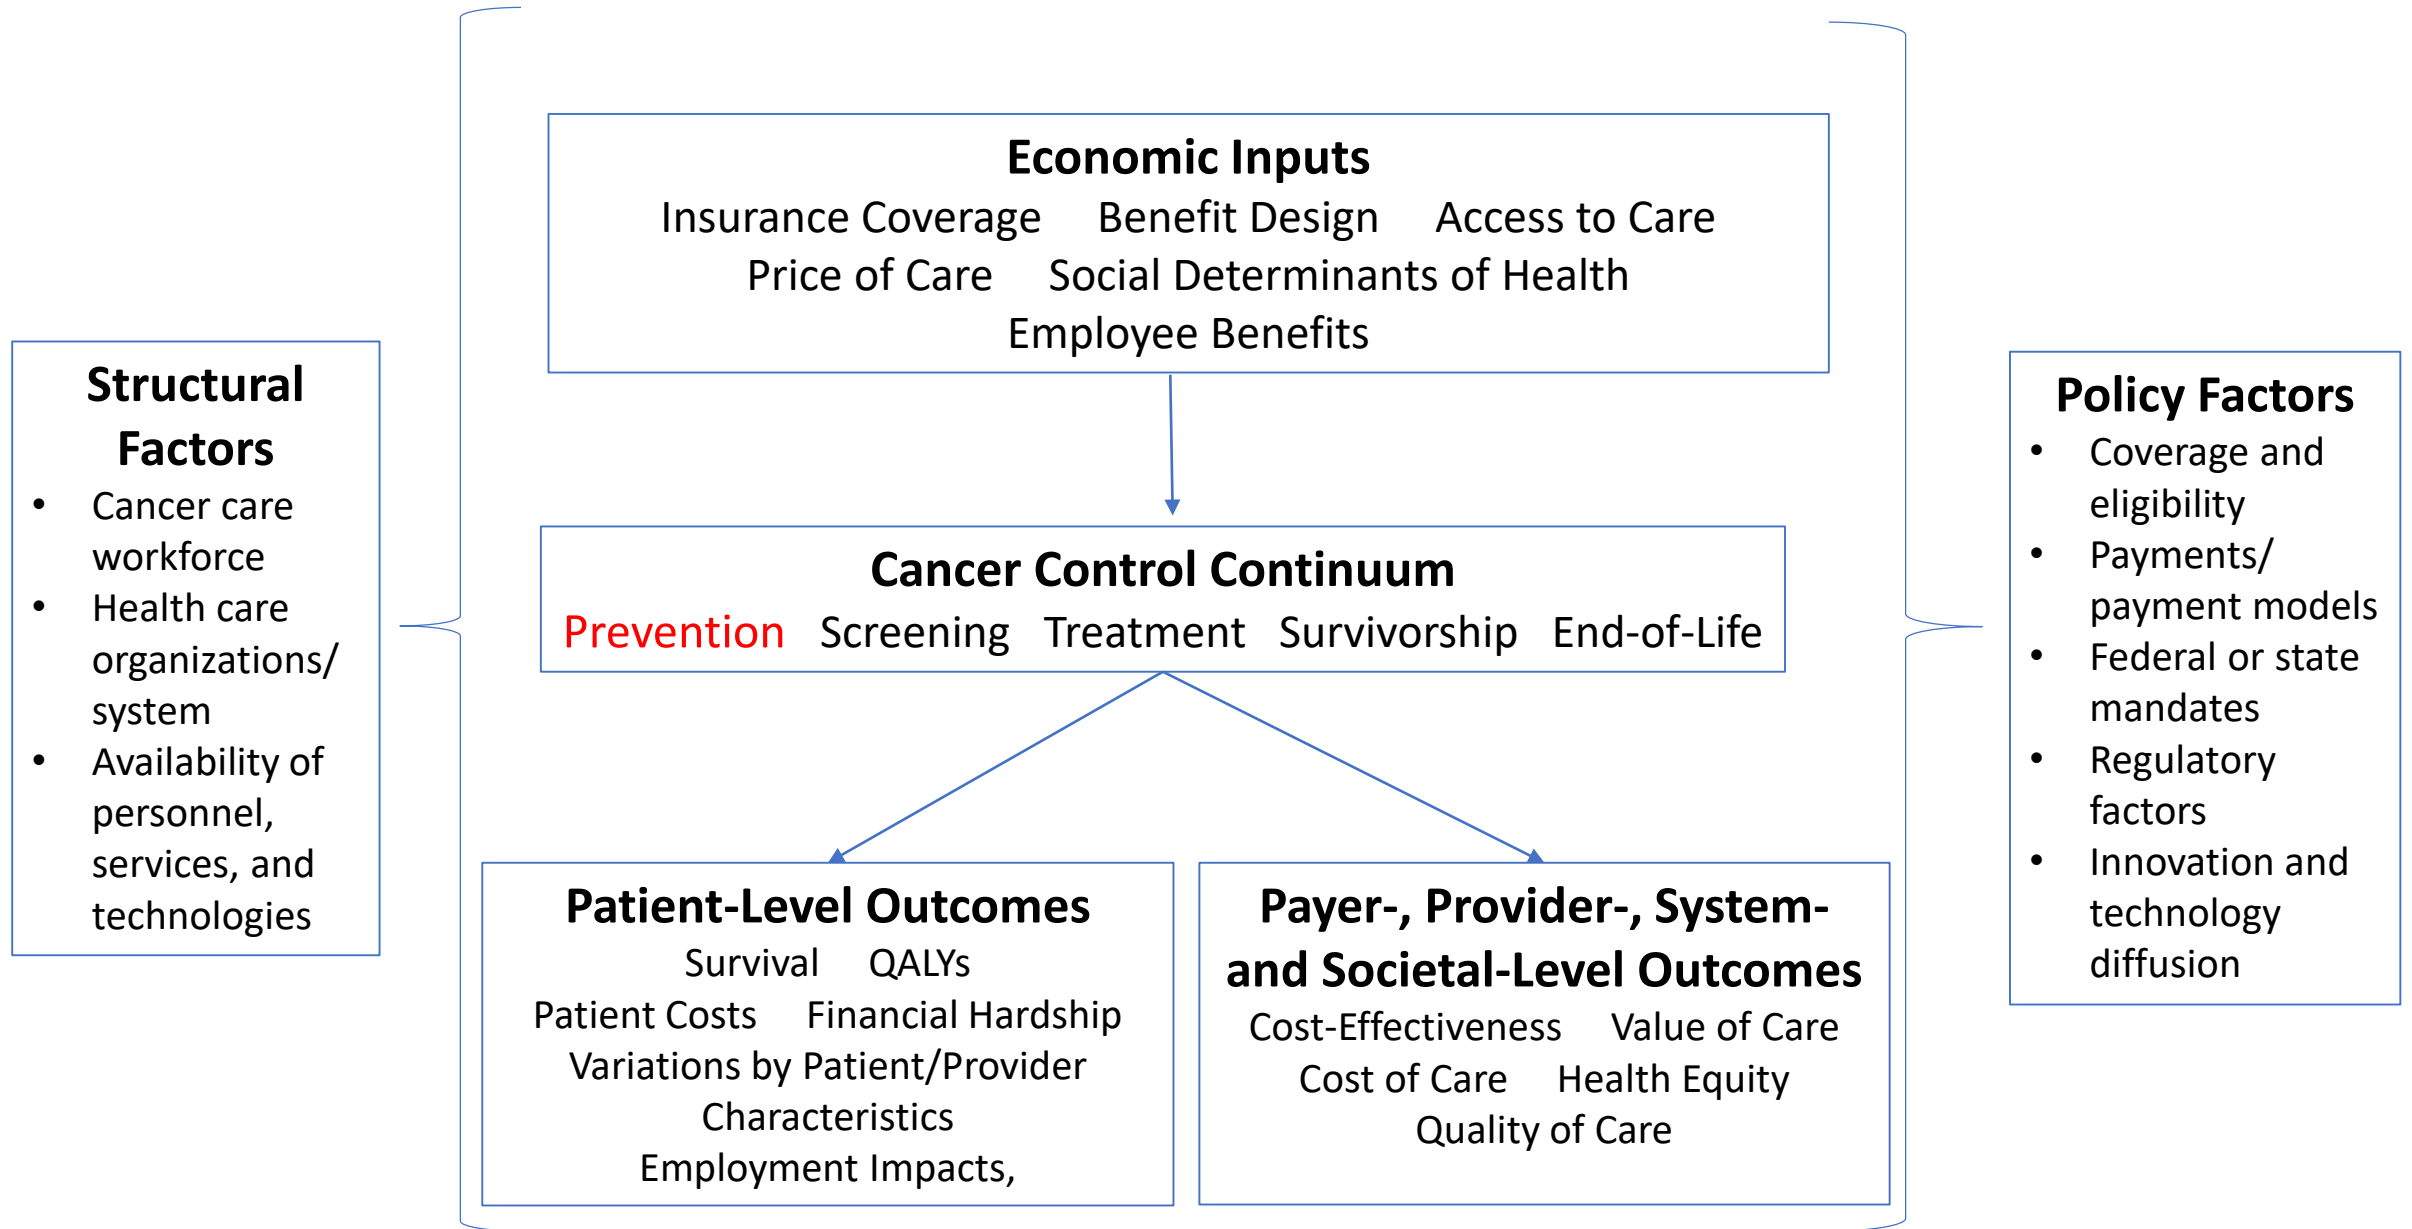 Economic Inputs
Insurance Coverage Benefit Design Access to Care
Price of Care Social Determinants of Health
Employee Benefits
Structural
Factors
• Cancer care
workforce
• Health care
organizations/
system
• Availability of
personnel,
services, and
technologies
Cancer Control Continuum
Prevention Screening Treatment Survivorship End-of-Life
Patient-Level Outcomes
Survival QALYs
Patient Costs Financial Hardship
Variations by Patient/Provider
Characteristics
Employment Impacts,
Payer-, Provider-, System-
and Societal-Level Outcomes
Cost-Effectiveness Value of Care
Cost of Care Health Equity
Quality of Care
Policy Factors
• Coverage and
eligibility
• Payments/
payment models
• Federal or state
mandates
• Regulatory
factors
• Innovation and
technology
diffusion